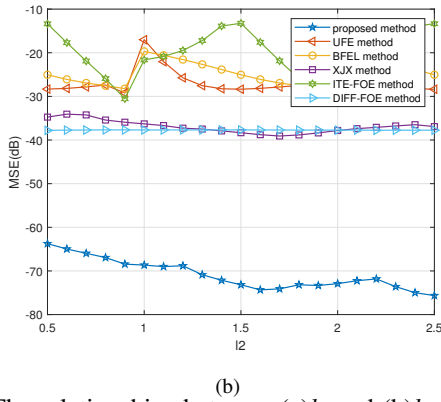 -10
-20
-30
-40
-50
-60
-70
-80
MSE(dB)
proposed method
UFE method
BFEL method
XJX method
ITE-FOE method
DIFF-FOE method
0.5 1 1.5 2 2.5
l2
(b)